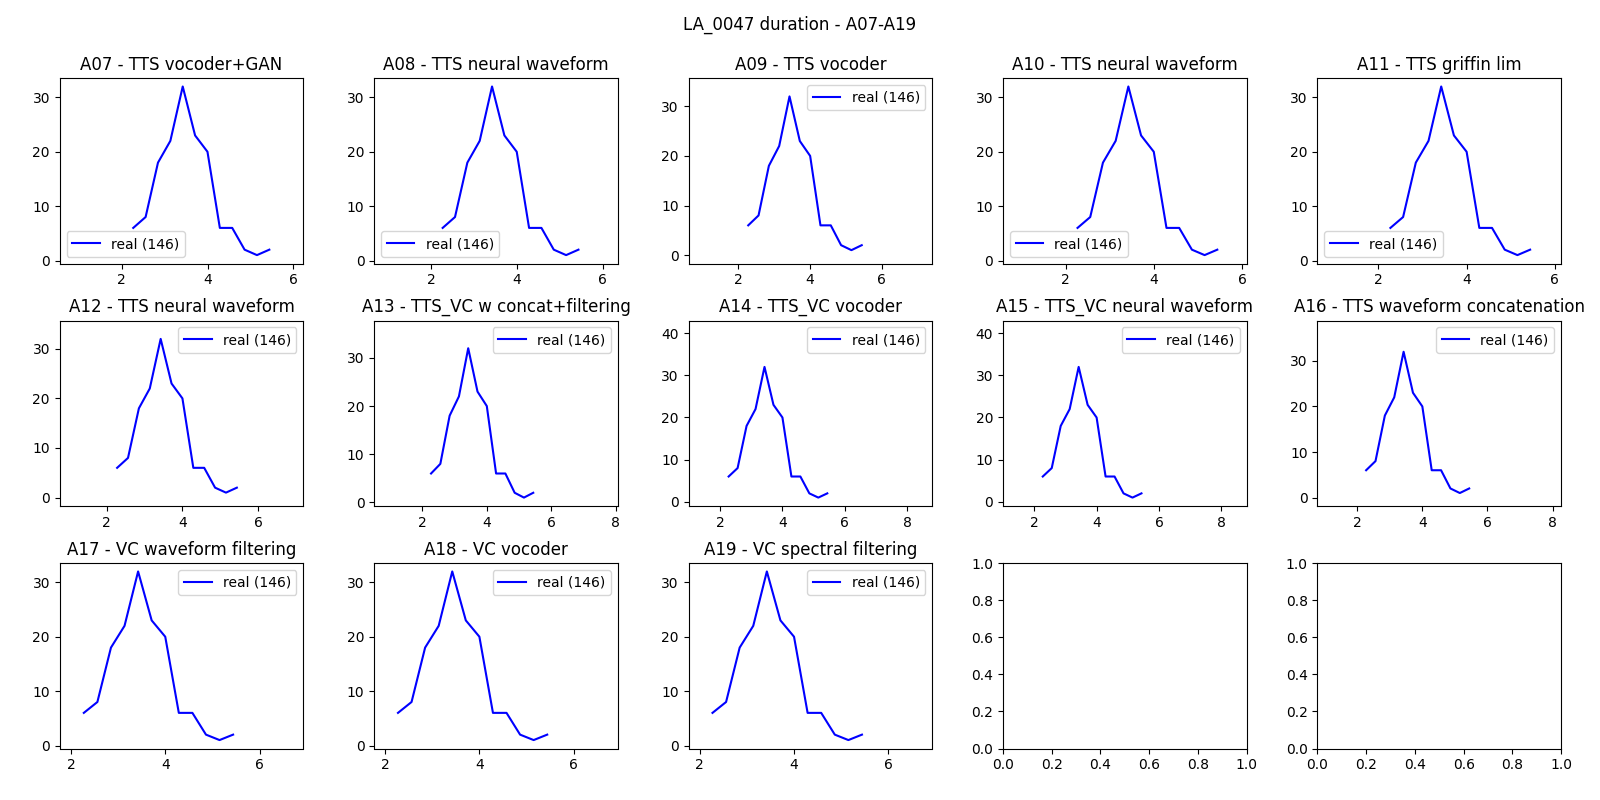 LA_0047 duration - A07-A19
A07 - TTS vocoder+GAN
30
20
10
0
real (146)
2 4 6
A08 - TTS neural waveform
30
20
10
0
real (146)
2 4 6
A09 - TTS vocoder
30
20
10
0
real (146)
2 4 6
A10 - TTS neural waveform
30
20
10
0
real (146)
2 4 6
A11 - TTS griffin lim
30
20
10
0
real (146)
2 4 6
A12 - TTS neural waveform
30
20
10
0
real (146)
2 4 6
A13 - TTS_VC w concat+filtering
30
20
10
0
real (146)
2 4 6 8
A14 - TTS_VC vocoder
40
30
20
10
0
real (146)
2 4 6 8
A15 - TTS_VC neural waveform
40
30
20
10
0
real (146)
2 4 6 8
A16 - TTS waveform concatenation
30
20
10
0
real (146)
2 4 6 8
A17 - VC waveform filtering
30
20
10
0
real (146)
2 4 6
A18 - VC vocoder
30
20
10
0
real (146)
2 4 6
A19 - VC spectral filtering
30
20
10
0
real (146)
2 4 6
1.0
0.8
0.6
0.4
0.2
0.0
0.0 0.2 0.4 0.6 0.8 1.0
1.0
0.8
0.6
0.4
0.2
0.0
0.0 0.2 0.4 0.6 0.8 1.0